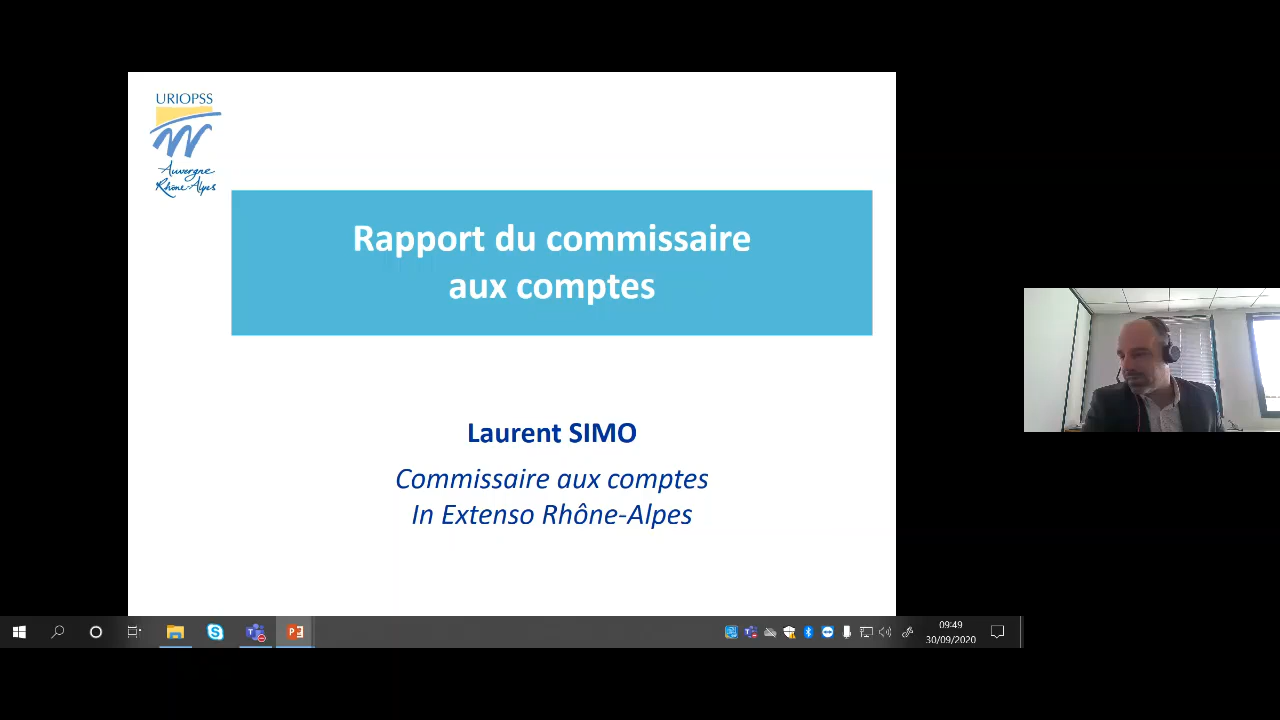 URIOPSS
Auvergne
Rhône-Alpes
Rapport du commissaire
aux comptes
Laurent SIMO
Commissaire aux comptes
In Extenso Rhône-Alpes
09:49
30/09/2020